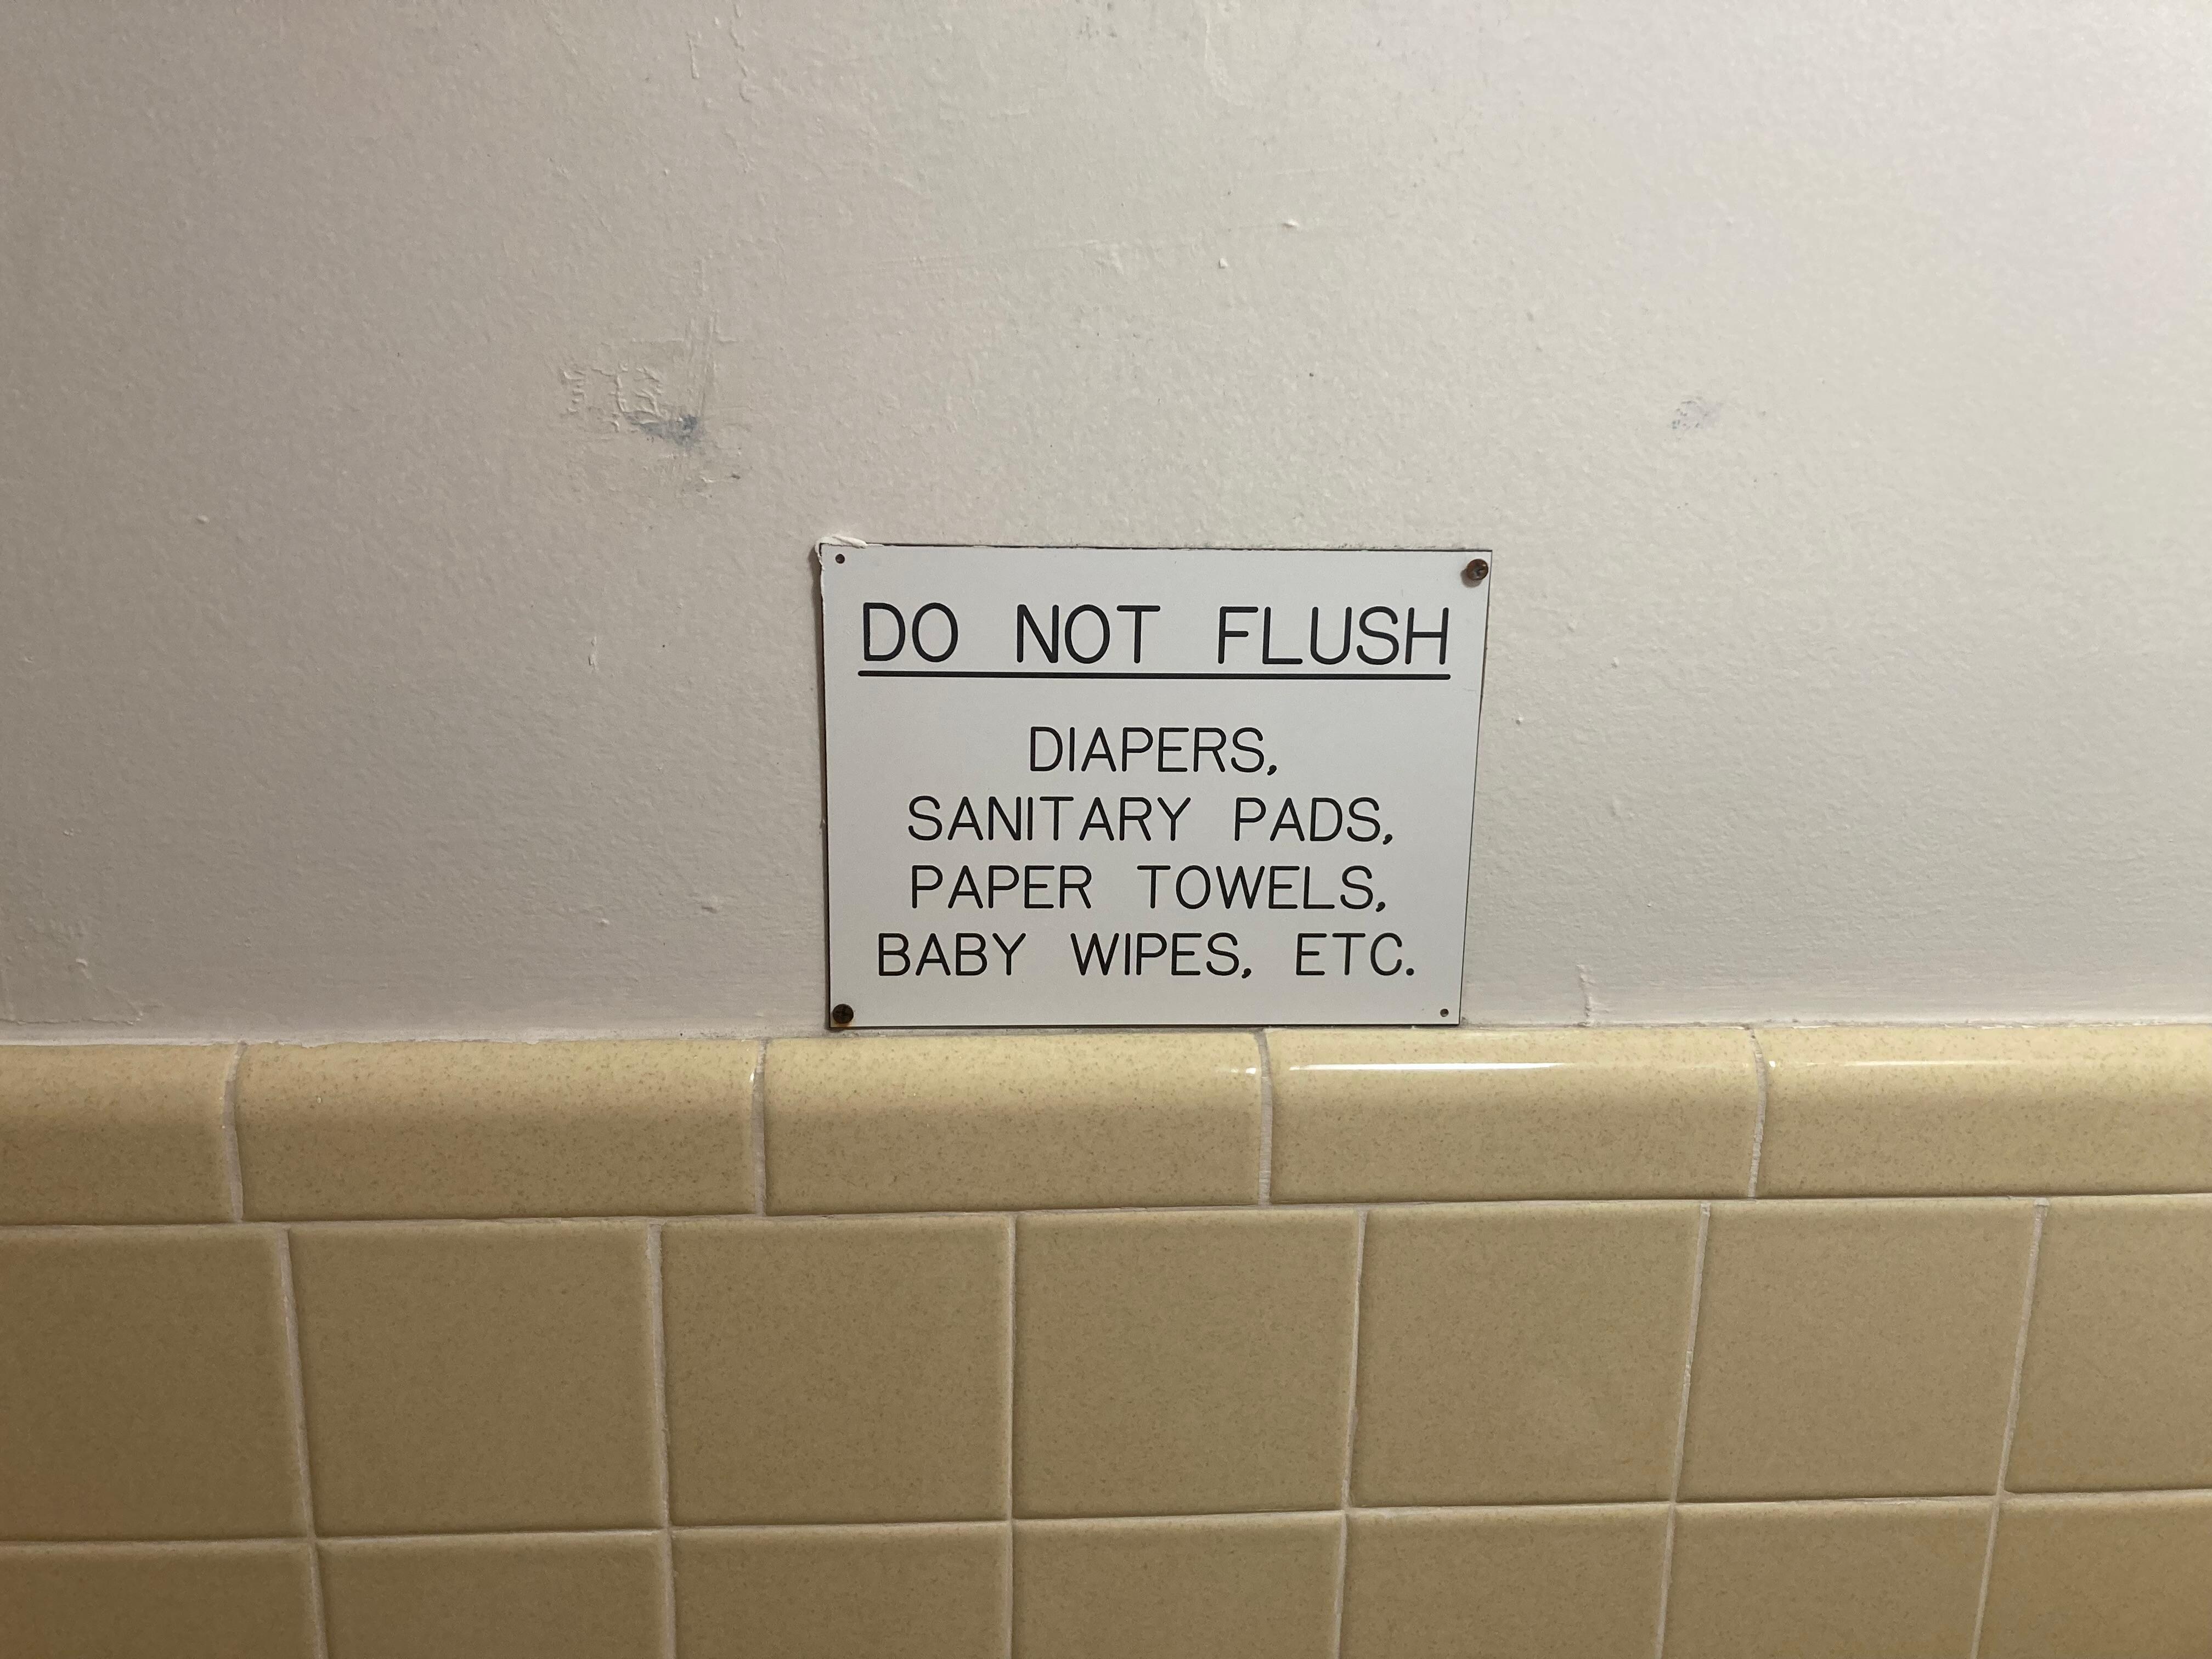 DO NOT FLUSH
DIAPERS,
SANITARY PADS,
PAPER TOWELS,
BABY WIPES, ETC.